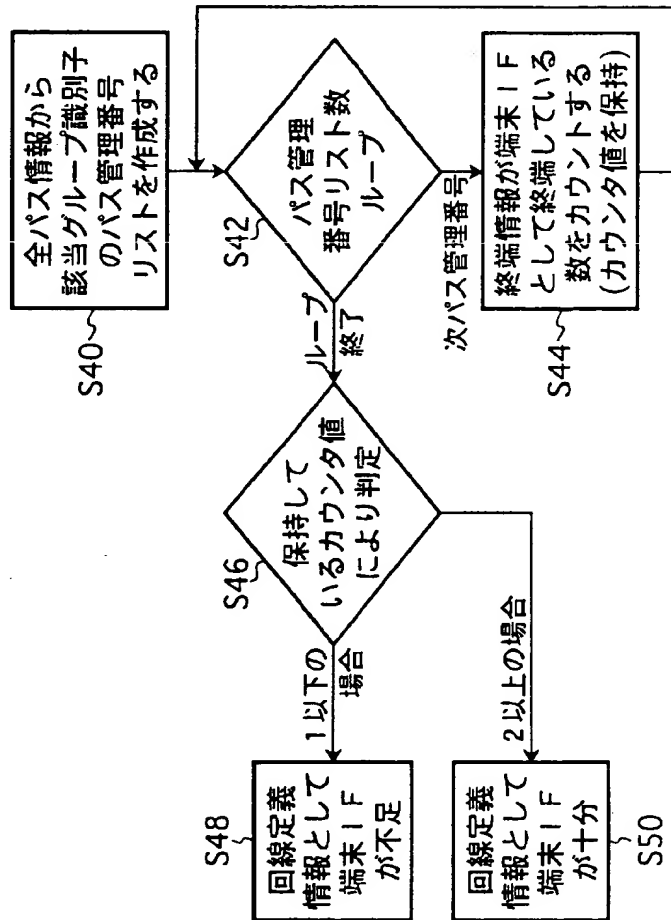 S40
全パス情報から
該当グループ識別子
のパス管理番号
リストを作成する
S42
パス管理
番号リスト数
ループ
次パス管理番号
S44
終端情報が端末IF
として終端している
数をカウントする
(カウンタ値を保持)
ループ
終了
S46
保持して
いるカウンタ値
により判定
1以下の
場合
S48
回線定義
情報として
端末IF
が不足
2以上の場合
S50
回線定義
情報として
端末IF
が十分